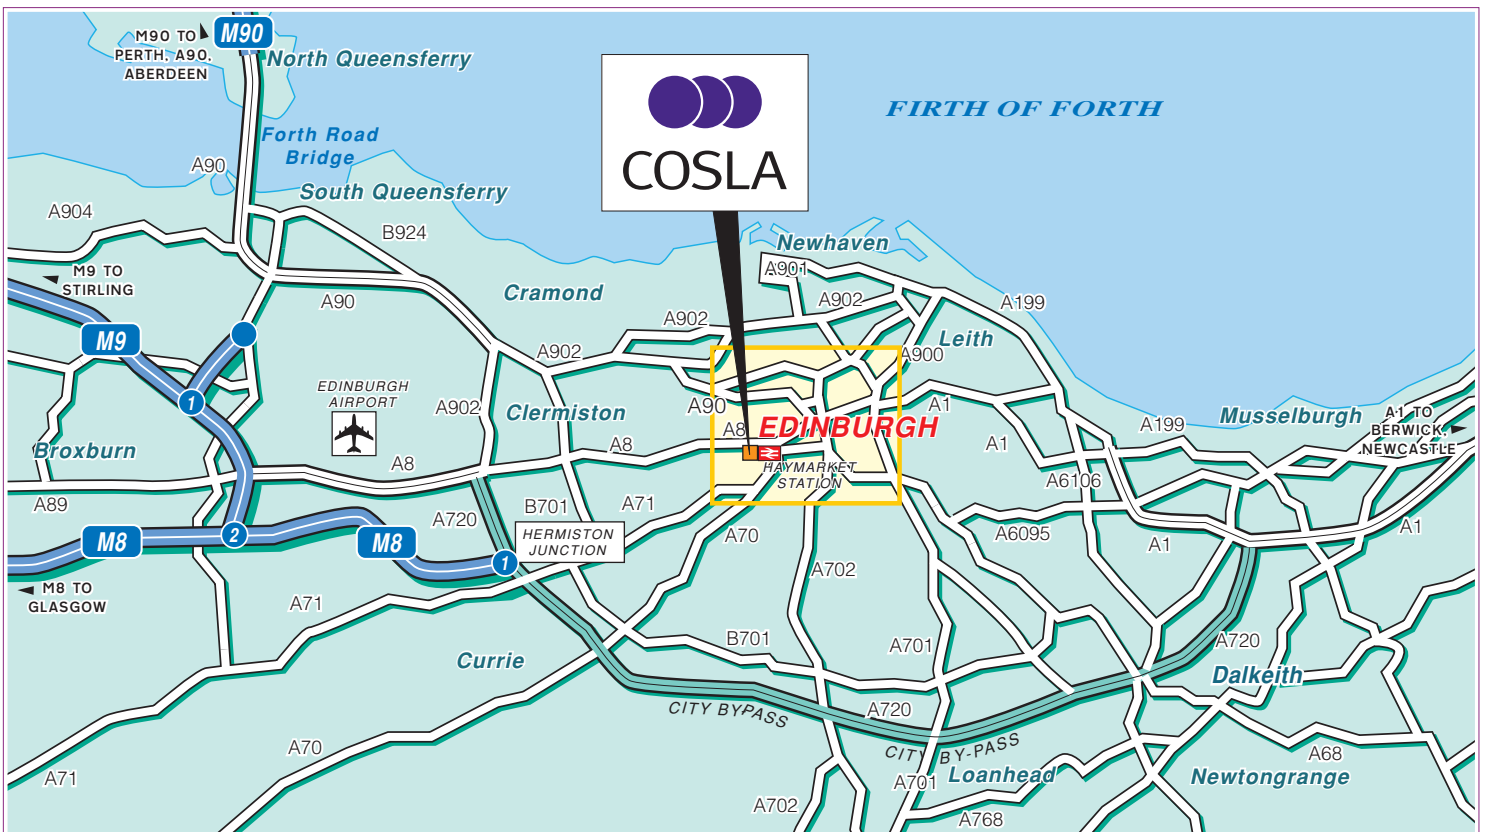 M90 TO
PERTH, A90,
ABERDEEN
M90
North Queensferry
FIRTH OF FORTH
COSLA
Forth Road
Bridge
A90
South Queensferry
A904
B924
Newhaven
M9 TO
STIRLING
A901
A90
Cramond
A902
A199
A902
M9
Leith
A902
A900
EDINBURGH
AIRPORT
A902
Clermiston
A90
A1
Musselburgh
A1 TO
BERWICK,
NEWCASTLE
1
A8
EDINBURGH
A199
Broxburn
A8
A8
A1
HAYMARKET
STATION
A6106
A89
A720
B701
A71
A70
A6095
A1
A1
M8
2
M8
HERMISTON
JUNCTION
1
A702
M8 TO
GLASGOW
A71
B701
A701
A720
Currie
Dalkeith
CITY BYPASS
A720
CITY BY-PASS
A70
A68
A71
A701
Loanhead
Newtongrange
A702
A768